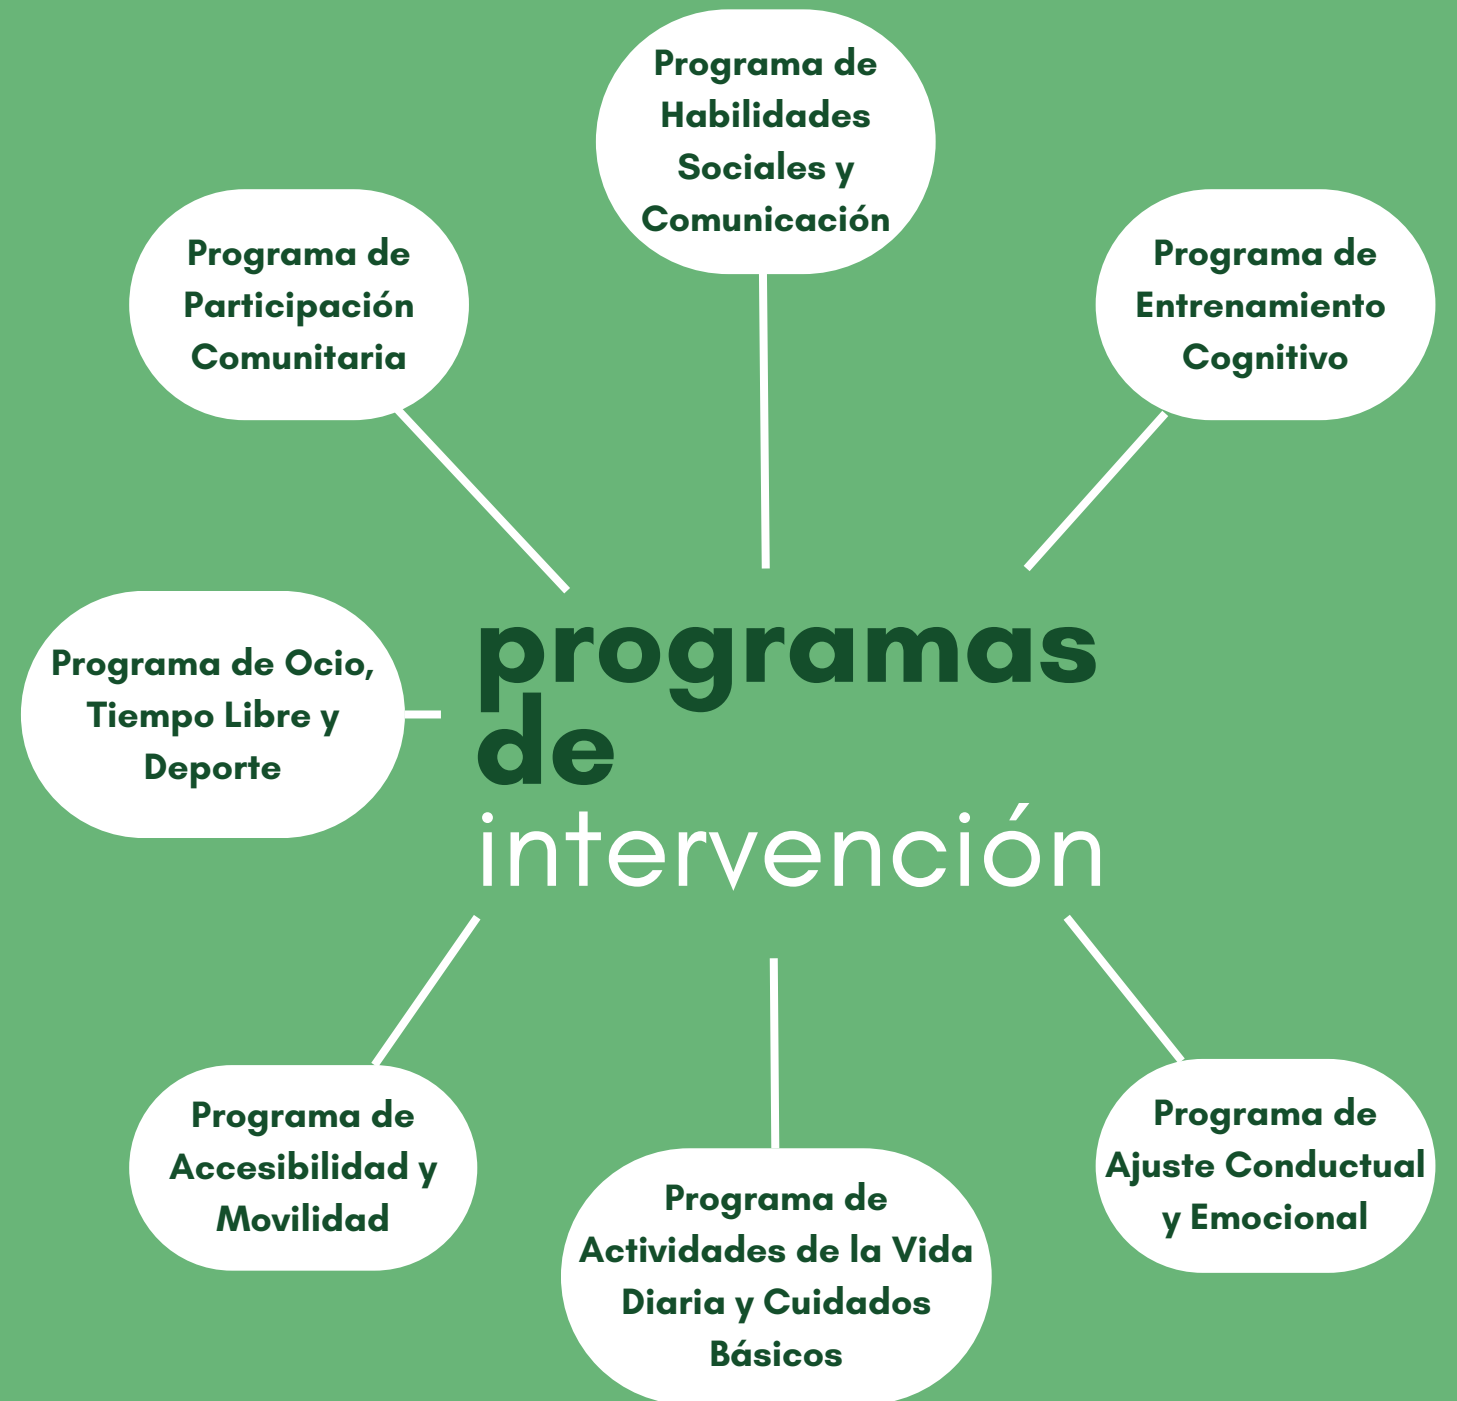 Programa de
Habilidades
Sociales y
Comunicación
Programa de
Participación
Comunitaria
Programa de
Entrenamiento
Cognitivo
Programa de Ocio,
Tiempo Libre y
Deporte
programas
de
intervención
Programa de
Accesibilidad y
Movilidad
Programa de
Actividades de la Vida
Diaria y Cuidados
Básicos
Programa de
Ajuste Conductual
y Emocional